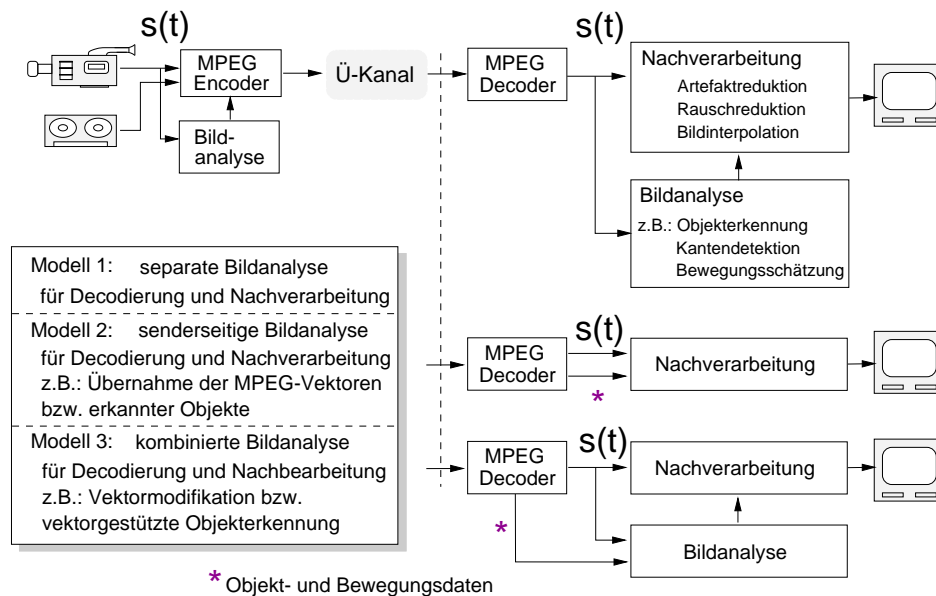 s(t)
MPEG
Encoder
Ü-Kanal
Bild-
analyse
MPEG
Decoder
s(t)
Nachverarbeitung
Artefaktreduktion
Rauschreduktion
Bildinterpolation
Bildanalyse
z.B.: Objekterkennung
Kantendetektion
Bewegungsschätzung
Modell 1: separate Bildanalyse
für Decodierung und Nachverarbeitung
Modell 2: senderseitige Bildanalyse
für Decodierung und Nachverarbeitung
z.B.: Übernahme der MPEG-Vektoren
bzw. erkannter Objekte
Modell 3: kombinierte Bildanalyse
für Decodierung und Nachbearbeitung
z.B.: Vektormodifikation bzw.
vektorgestützte Objekterkennung
MPEG
Decoder
s(t)
*
Nachverarbeitung
MPEG
Decoder
s(t)
*
Nachverarbeitung
Bildanalyse
* Objekt- und Bewegungsdaten